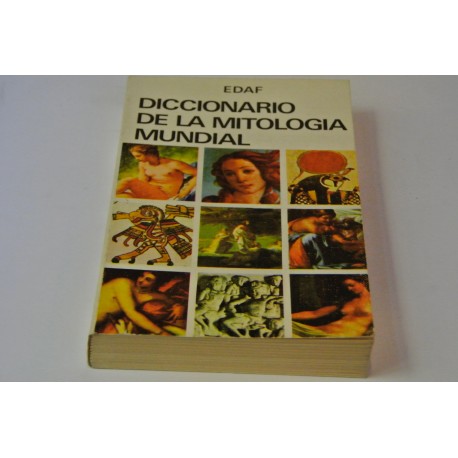 EDAF
DICCIONARIO
DE LA MITOLOGIA
MUNDIAL